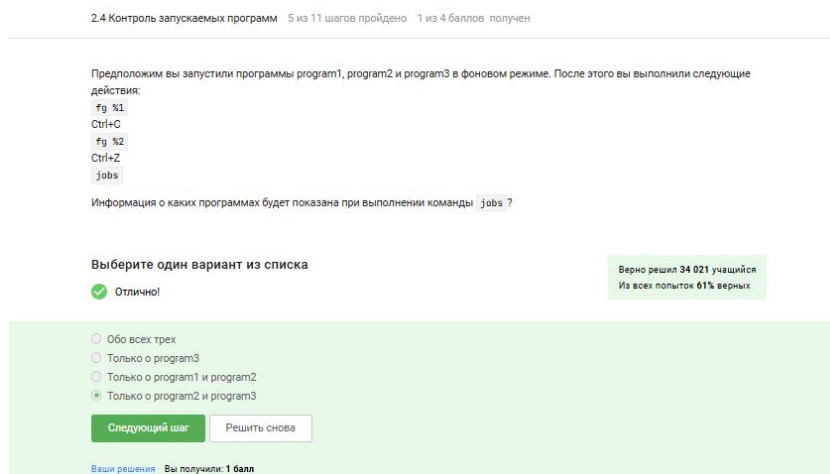 2.4 Контроль запускаемых программ 5 из 11 шагов пройдено 1 из 4 баллов получен
Предположим вы запустили программы program1, program2 и program3 в фоновом режиме. После этого вы выполнили следующие
действия:
fg %1
Ctrl+C
fg %2
Ctrl+Z
jobs
Информация о каких программах будет показана при выполнении команды jobs ?
Выберите один вариант из списка
Отлично!
Верно решил 34 021 учащийся
Из всех попыток 61% верных
Обо всех трех
Только о program3
Только о program1 и program2
Только о program2 и program3
Следующий шаг Решить снова
Ваши решения Вы получили: 1 балл